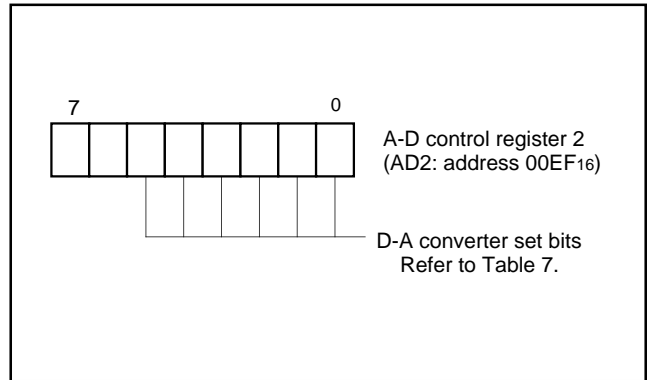 7 0
A-D control register 2
(AD2: address 00EF16)
D-A converter set bits
Refer to Table 7.